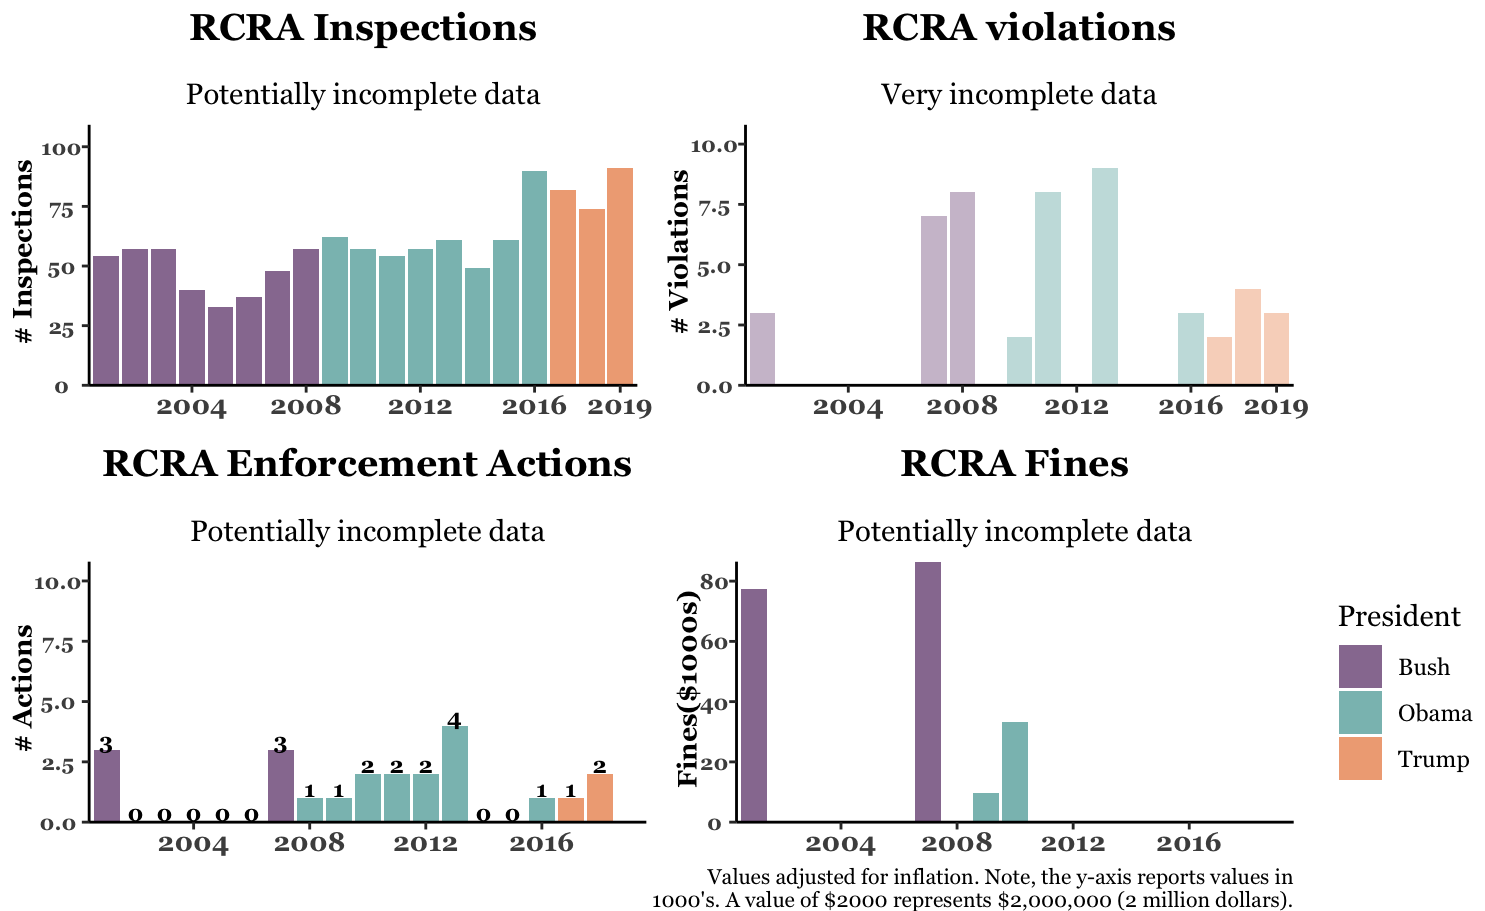 RCRA Inspections
Potentially incomplete data
# Inspections
100
75
50
25
0
2004 2008 2012 2016 2019
RCRA violations
Very incomplete data
# Violations
10.0
7.5
5.0
2.5
0.0
2004 2008 2012 2016 2019
RCRA Enforcement Actions
Potentially incomplete data
# Actions
10.0
7.5
5.0
2.5
0.0
3 0 0 0 0 0 3 1 1 2 2 2 4 0 0 1 1 2
2004 2008 2012 2016
RCRA Fines
Potentially incomplete data
Fines($1000s)
80
60
40
20
0
2004 2008 2012 2016
President
Bush
Obama
Trump
Values adjusted for inflation. Note, the y-axis reports values in
1000's. A value of $2000 represents $2,000,000 (2 million dollars).